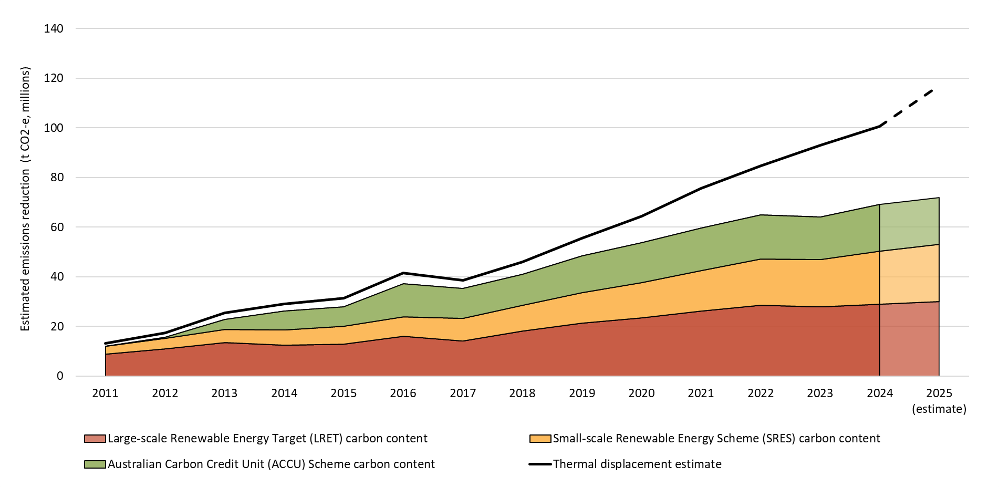 140
120
100
80
60
40
20
0
Estimated emissions reduction (t CO2-e, millions)
2011 2012 2013 2014 2015 2016 2017 2018 2019 2020 2021 2022 2023 2024 2025
(estimate)
Large-scale Renewable Energy Target (LRET) carbon content
Small-scale Renewable Energy Scheme (SRES) carbon content
Australian Carbon Credit Unit (ACCU) Scheme carbon content
Thermal displacement estimate